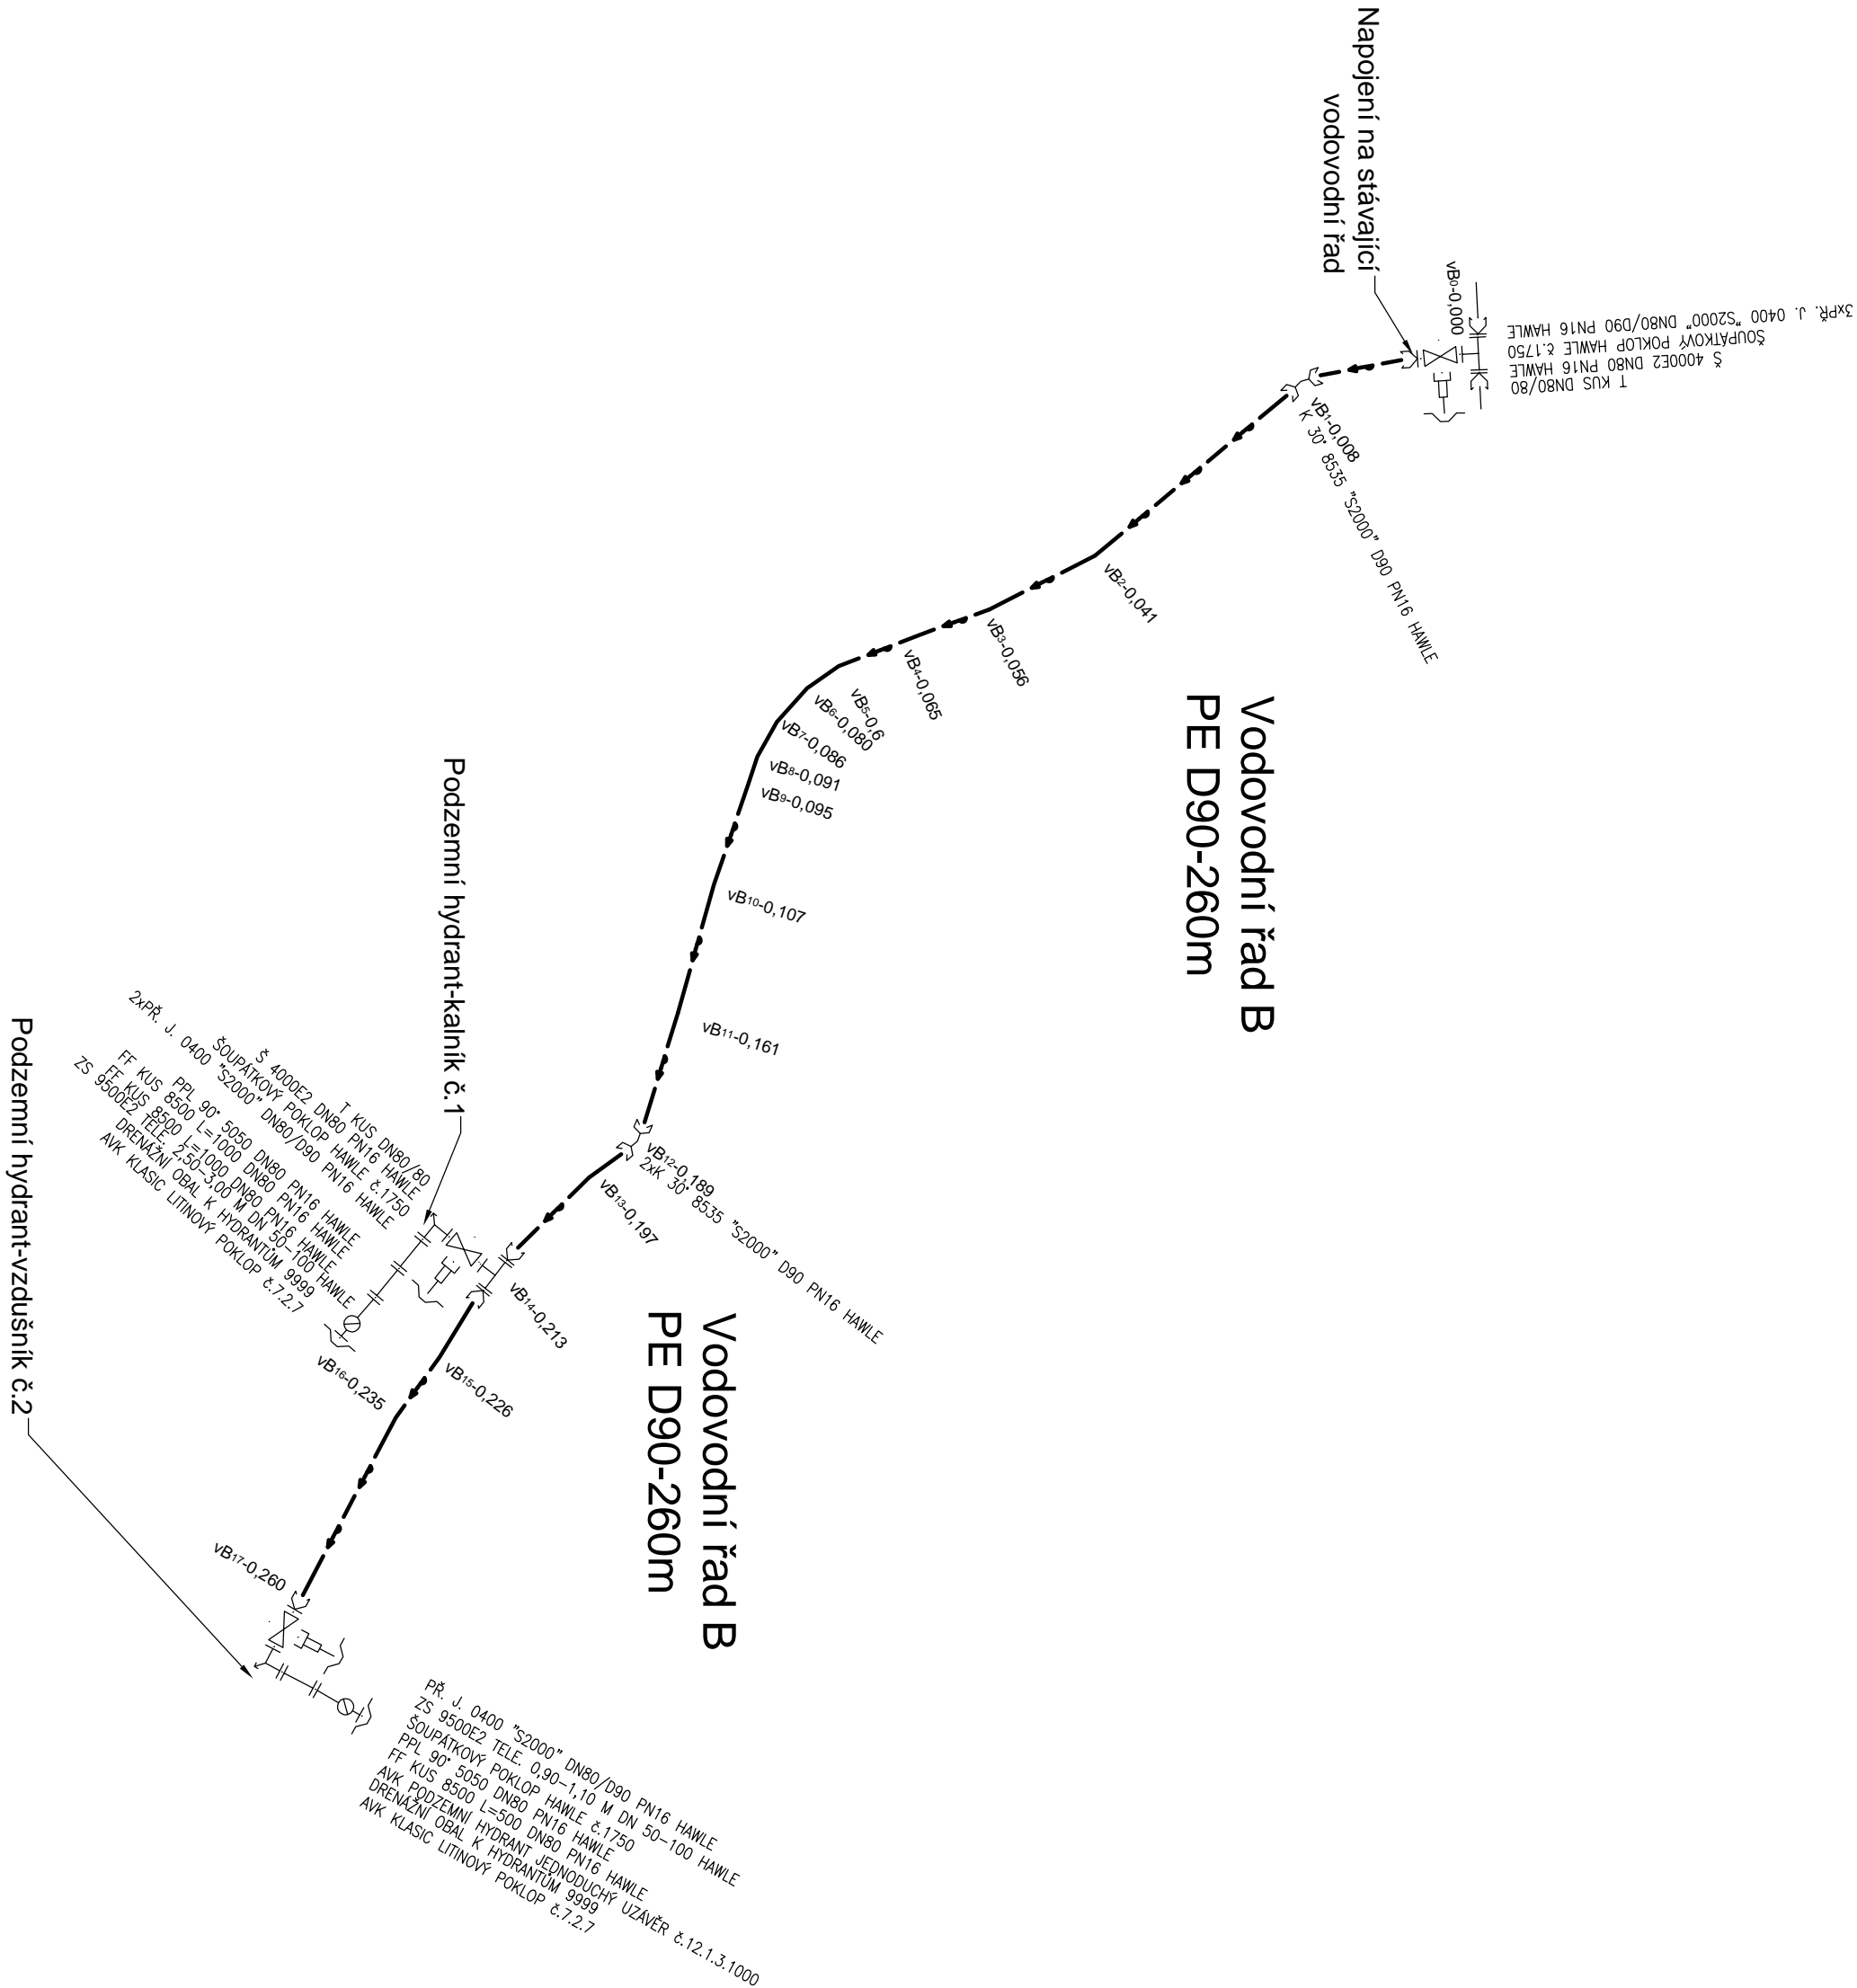 Napojení na stávající
vodovodní řad
vB0-0,000
3xPŘ. J. 0400 "S2000" DN80/D90 PN16 HAWLE
ŠOUPÁTKOVÝ POKLOP HAWLE č.1750
Š 4000E2 DN80 PN16 HAWLE
T KUS DN80/80
vB1-0,008
K 30° 8535 "S2000" D90 PN16 HAWLE
vB2-0,041
vB3-0,056
vB4-0,065
vB5-0,6
vB6-0,080
vB7-0,086
vB8-0,091
vB9-0,095
vB10-0,107
vB11-0,161
Vodovodní řad B
PE D90-260m
vB12-0,189
2xK 30° 8535 "S2000" D90 PN16 HAWLE
vB13-0,197
vB14-0,213
Podzemní hydrant-kalník č.1
T KUS DN80/80
Š 4000E2 DN80 PN16 HAWLE
ŠOUPÁTKOVÝ POKLOP HAWLE č.1750
2xPŘ. J. 0400 "S2000" DN80/D90 PN16 HAWLE
PPL 90° 5050 DN80 PN16 HAWLE
FF KUS 8500 L=1000 DN80 PN16 HAWLE
FF KUS 8500 L=1000 DN80 PN16 HAWLE
ZS 9500E2 TELE. 2,50-3,00 M DN 50-100 HAWLE
DRENÁŽNÍ OBAL K HYDRANTŮM 9999
AVK KLASIC LITINOVÝ POKLOP č.7.2.7
vB15-0,226
vB16-0,235
Vodovodní řad B
PE D90-260m
vB17-0,260
Podzemní hydrant-vzdušník č.2
PŘ. J. 0400 "S2000" DN80/D90 PN16 HAWLE
ZS 9500E2 TELE. 0,90-1,10 M DN 50-100 HAWLE
ŠOUPÁTKOVÝ POKLOP HAWLE č.1750
PPL 90° 5050 DN80 PN16 HAWLE
FF KUS 8500 L=500 DN80 PN16 HAWLE
AVK PODZEMNÍ HYDRANT JEDNODUCHÝ UZÁVĚR č.12.1.3.1000
DRENÁŽNÍ OBAL K HYDRANTŮM 9999
AVK KLASIC LITINOVÝ POKLOP č.7.2.7